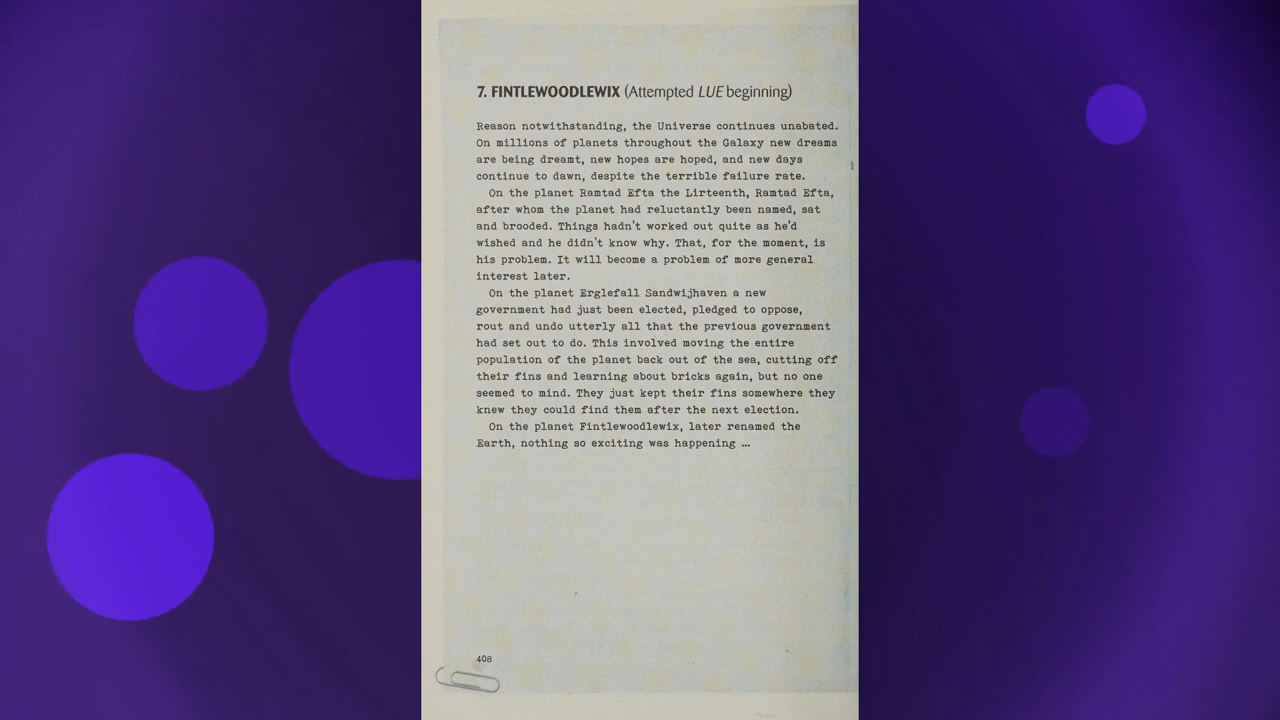 7. FINTLEWOODLEWIX (Attempted LUE beginning)
Reason notwithstanding, the Universe continues unabated.
On millions of planets throughout the Galaxy new dreams
are being dreamt, new hopes are hoped, and new days
continue to dawn, despite the terrible failure rate.
On the planet Ramtad Efta the Lirteenth, Ramtad Efta,
after whom the planet had reluctantly been named, sat
and brooded. Things hadn't worked out quite as he'd
wished and he didn't know why. That, for the moment, is
his problem. It will become a problem of more general
interest later.
On the planet Erglefall Sandwijhaven a new
government had just been elected, pledged to oppose,
rout and undo utterly all that the previous government
had set out to do. This involved moving the entire
population of the planet back out of the sea, cutting off
their fins and learning about bricks again, but no one
seemed to mind. They just kept their fins somewhere they
knew they could find them after the next election.
On the planet Fintlewoodlewix, later renamed the
Earth, nothing so exciting was happening ...
408